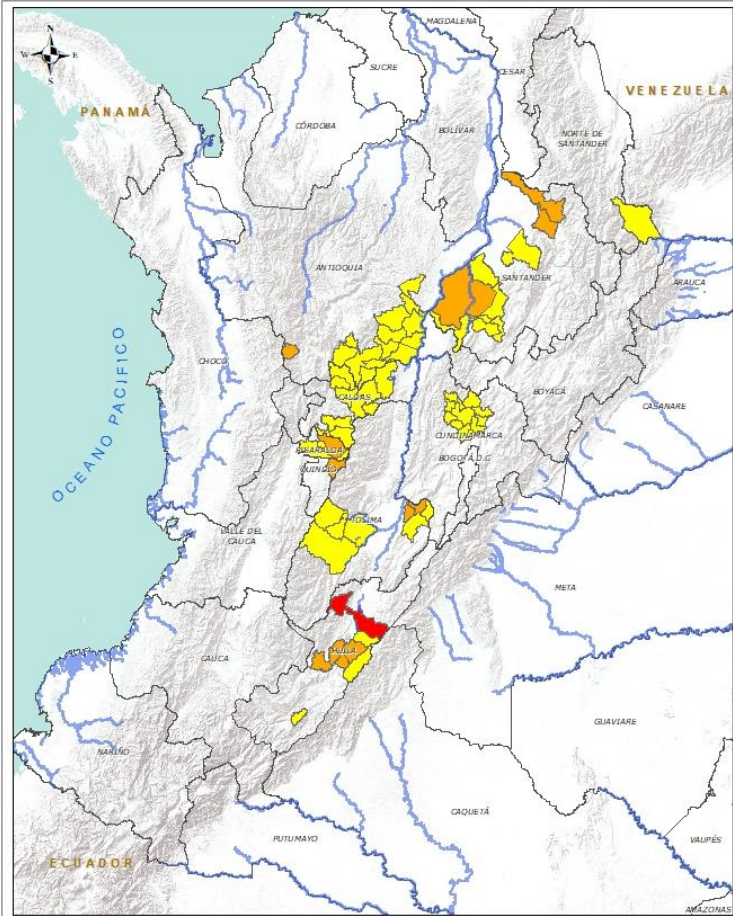 MAGDALENA
N
W E
S
SUCRE
CESAR
VENEZUELA
PANAMÁ
CÓRDOBA
BOLÍVAR
NORTE DE
SANTANDER
ANTIOQUIA
SANTANDER
ARAUCA
CHOCÓ
OCEANO PACIFICO
BOYACÁ
CALDAS
CASANARE
CUNDINAMARCA
RISARALDA
BOGOTÁ D.C
QUINDIO
TOLIMA
VALLE DEL
CAUCA
META
CAUCA
HUILA
GUAVIARE
NARIÑO
CAQUETÁ
PUTUMAYO
VAUPÉS
ECUADOR
AMAZONAS